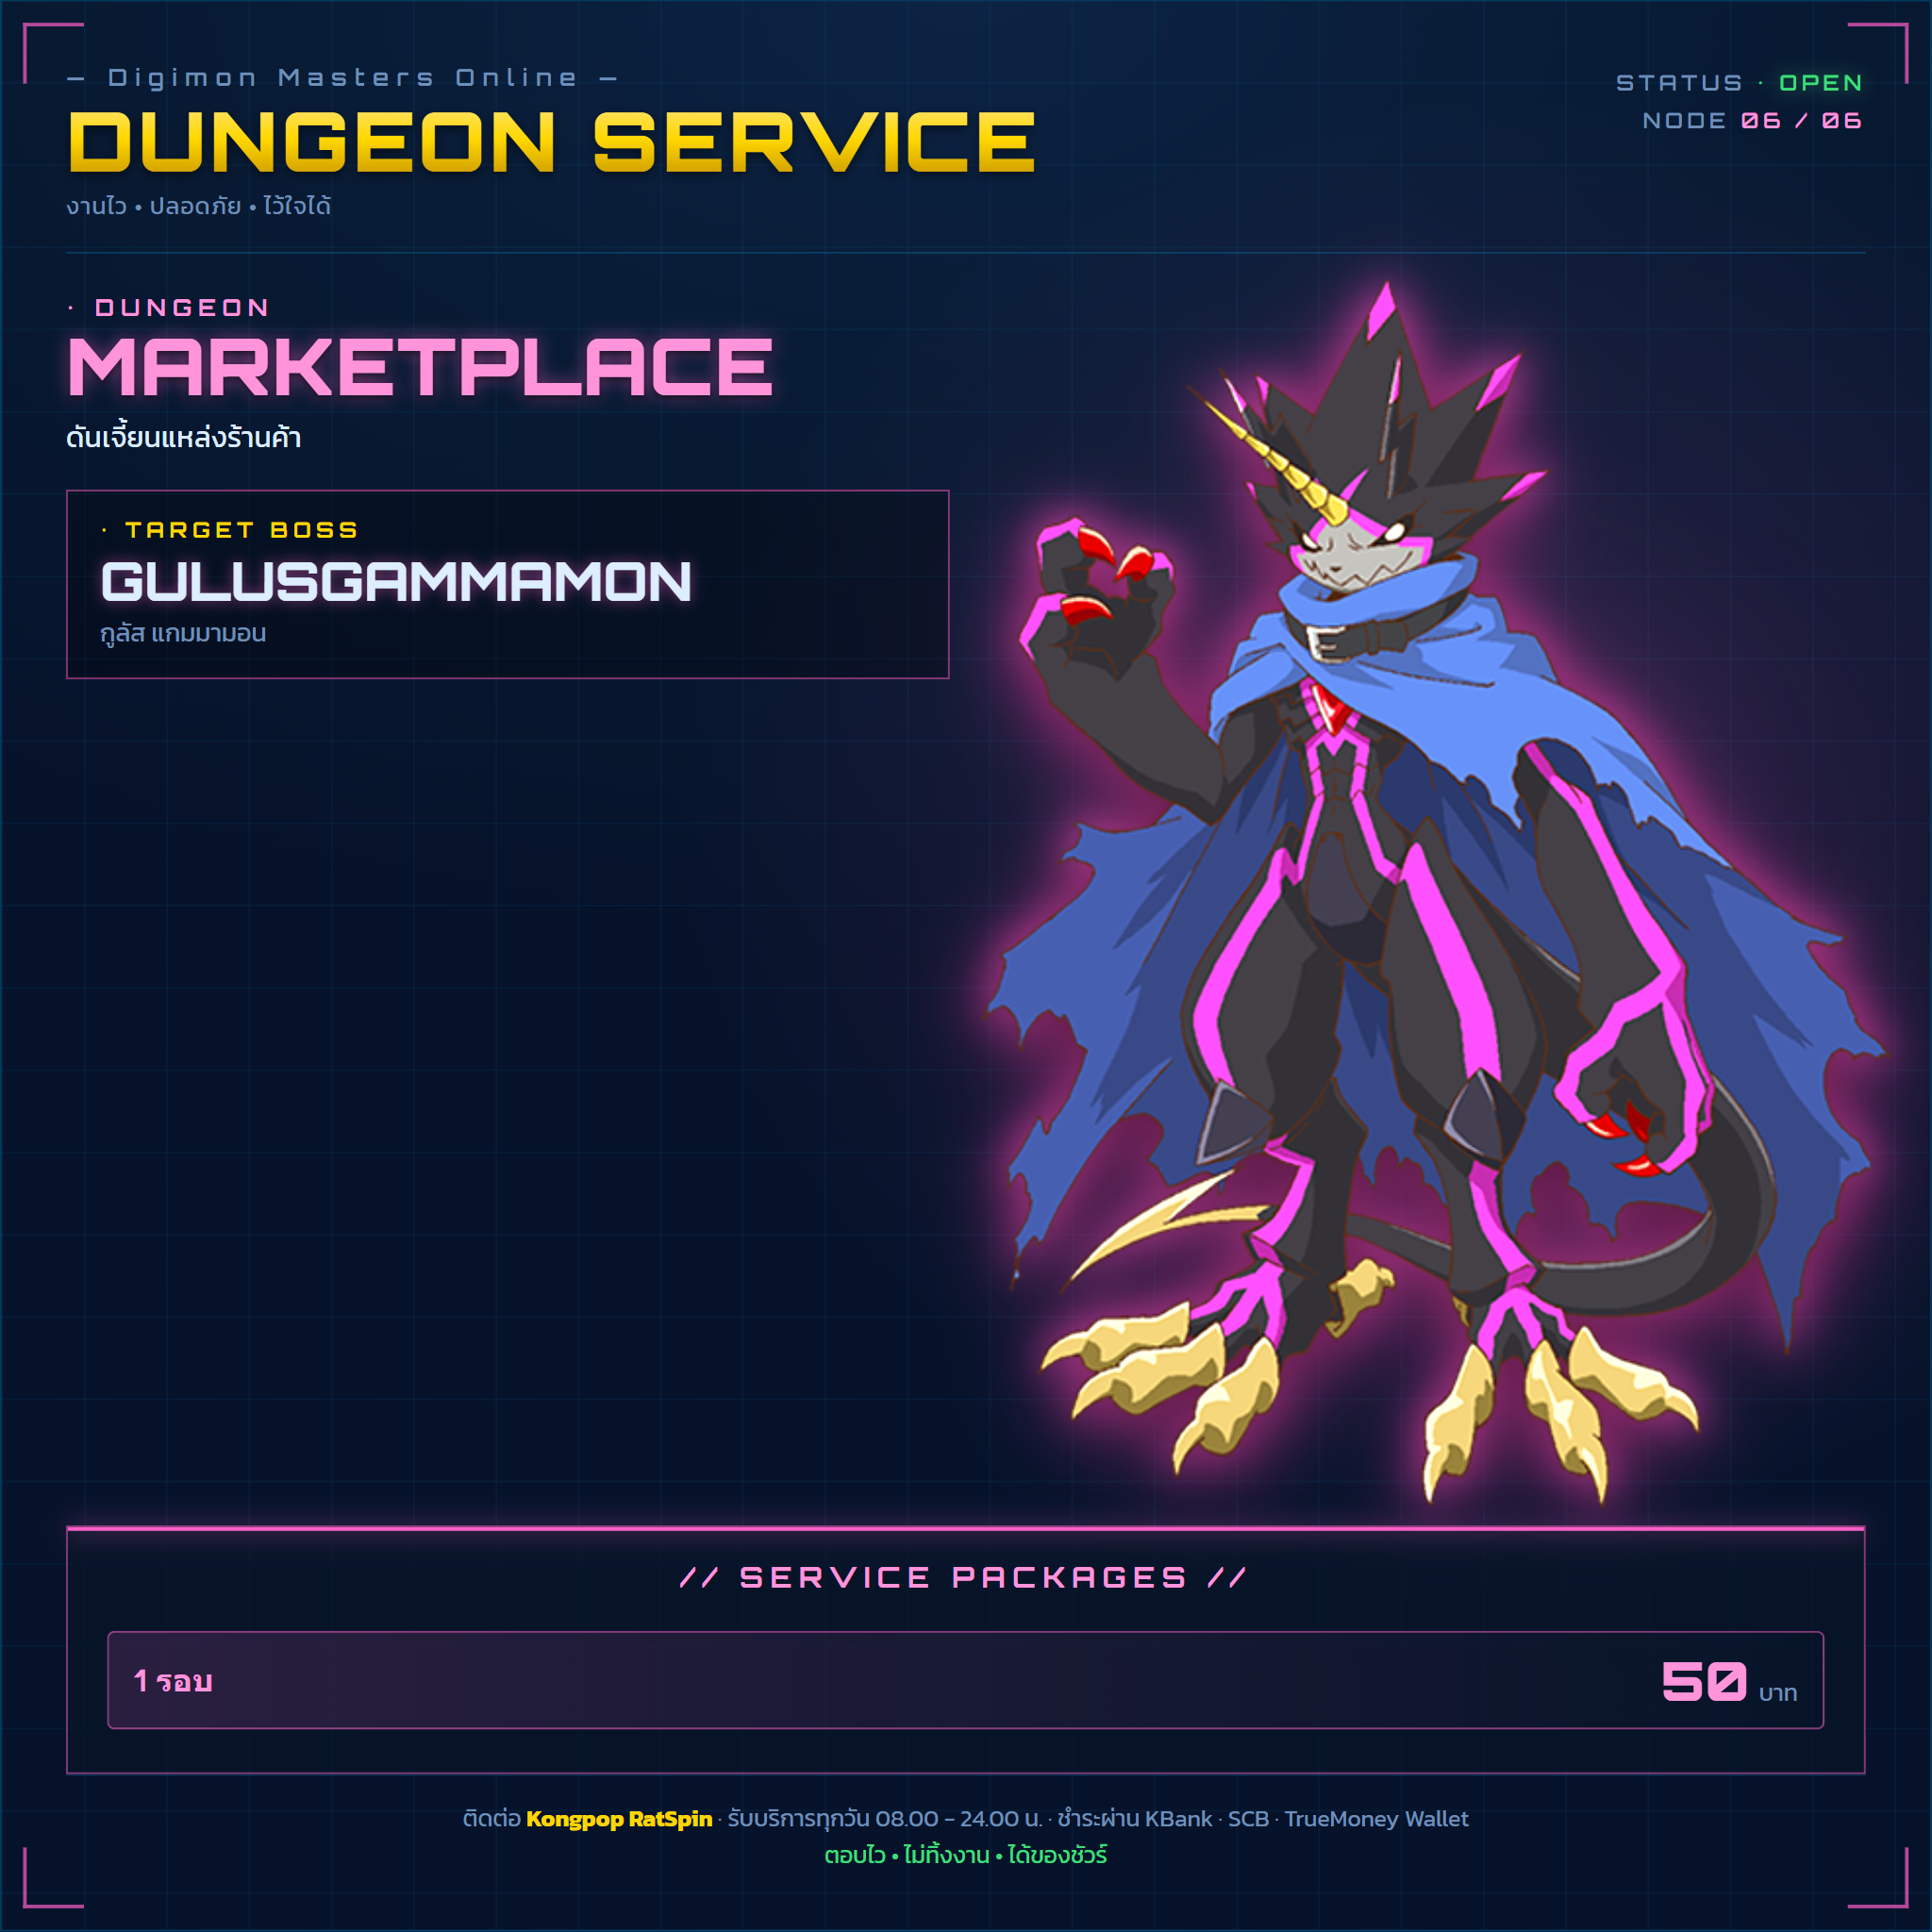 – Digimon Masters Online –
DUNGEON SERVICE
งานไว • ปลอดภัย • ไว้ใจได้
STATUS · OPEN
NODE 06 / 06
· DUNGEON
MARKETPLACE
ดันเจี้ยนแหล่งร้านค้า
· TARGET BOSS
GULUSGAMMAMON
กูลัส แกมมามอน
// SERVICE PACKAGES //
1 รอบ
50 บาท
ติดต่อ Kongpop RatSpin · รับบริการทุกวัน 08.00 – 24.00 น. · ชำระผ่าน KBank · SCB · TrueMoney Wallet
ตอบไว • ไม่ทิ้งงาน • ได้ของชัวร์